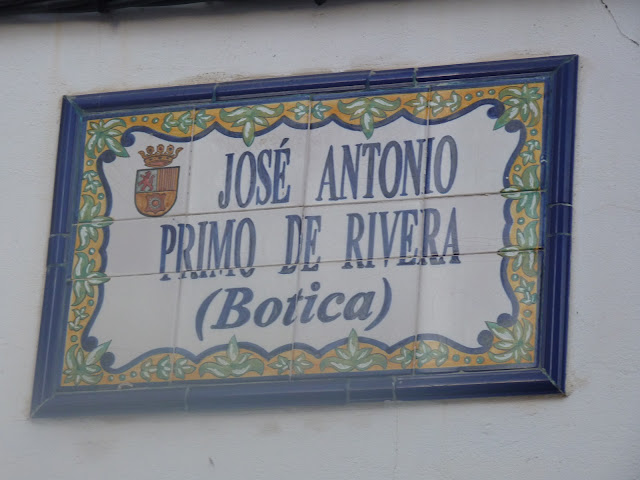 JOSÉ ANTONIO
PRIMO DE RIVERA
(Botica)